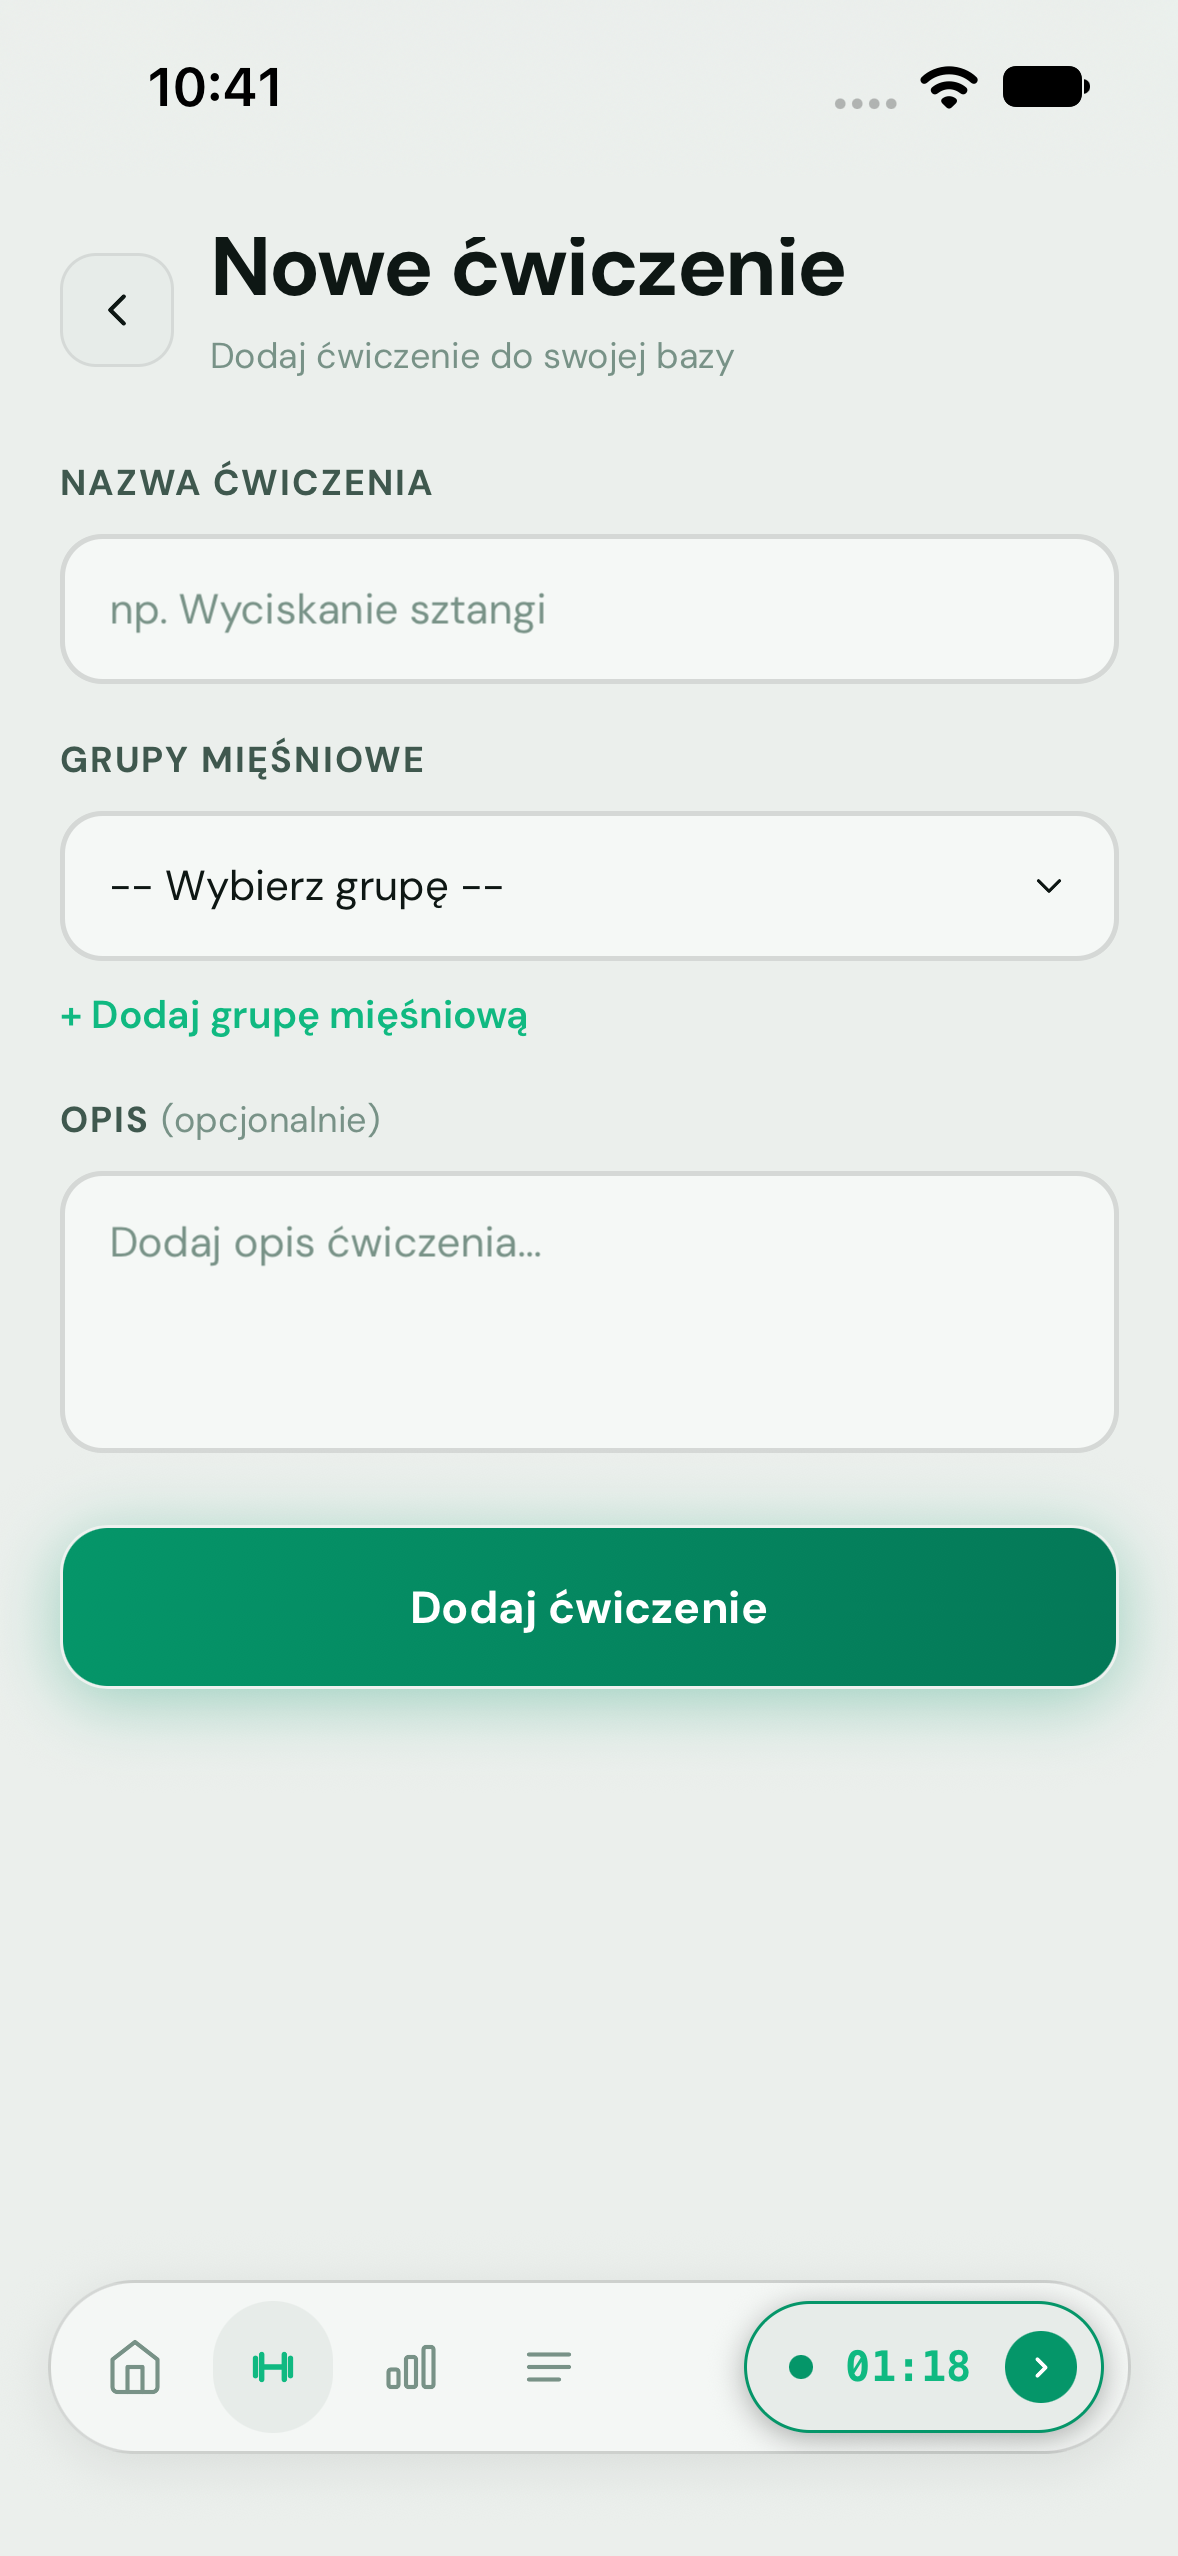 10:41
Nowe ćwiczenie
Dodaj ćwiczenie do swojej bazy
NAZWA ĆWICZENIA
np. Wyciskanie sztangi
GRUPY MIĘŚNIOWE
-- Wybierz grupę --
+ Dodaj grupę mięśniową
OPIS (opcjonalnie)
Dodaj opis ćwiczenia...
Dodaj ćwiczenie
01:18